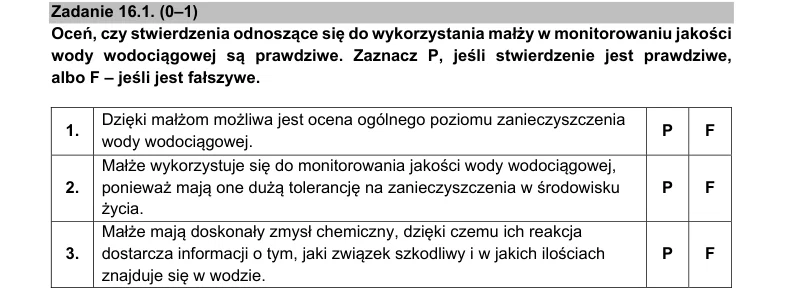 Zadanie 16.1. (0–1)
Oceń, czy stwierdzenia odnoszące się do wykorzystania małży w monitorowaniu jakości
wody wodociągowej są prawdziwe. Zaznacz P, jeśli stwierdzenie jest prawdziwe,
albo F – jeśli jest fałszywe.
1. Dzięki małżom możliwa jest ocena ogólnego poziomu zanieczyszczenia
wody wodociągowej. P F
2. Małże wykorzystuje się do monitorowania jakości wody wodociągowej,
ponieważ mają one dużą tolerancję na zanieczyszczenia w środowisku
życia. P F
3. Małże mają doskonały zmysł chemiczny, dzięki czemu ich reakcja
dostarcza informacji o tym, jaki związek szkodliwy i w jakich ilościach
znajduje się w wodzie. P F